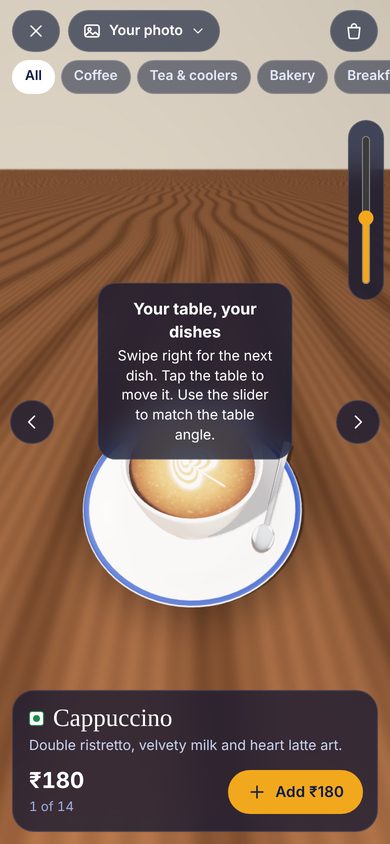 Your photo
All
Coffee
Tea & coolers
Bakery
Breakf
Your table, your
dishes
Swipe right for the next
dish. Tap the table to
move it. Use the slider
to match the table
angle.
Cappuccino
Double ristretto, velvety milk and heart latte art.
₹180
1 of 14
Add ₹180